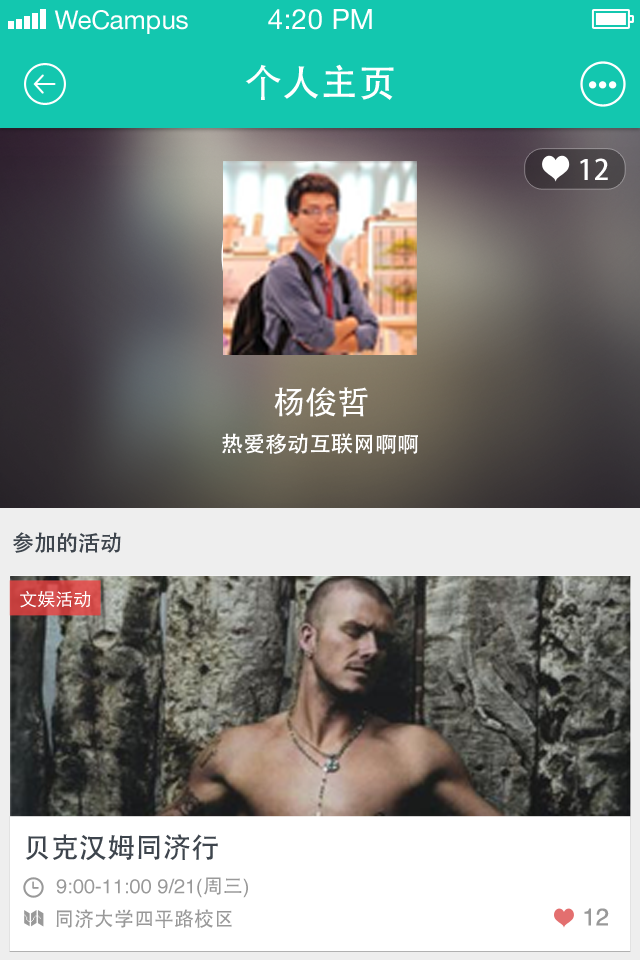 WeCampus 4:20 PM
个人主页
12
杨俊哲
热爱移动互联网啊啊
参加的活动
文娱活动
贝克汉姆同济行
9:00-11:00 9/21(周三)
同济大学四平路校区 12